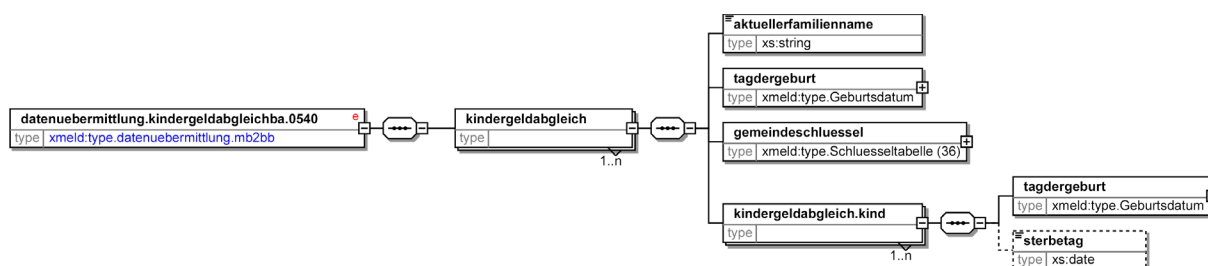 aktuellerfamilienname
type xs:string
tagdergeburt
type xmeld:type.Geburtsdatum
datenuebermittlung.kindergeldabgleichba.0540 e
type xmeld:type.datenuebermittlung.mb2bb
kindergeldabgleich
type
1..n
gemeindeschluessel
type xmeld:type.Schluesseltabelle (36)
kindergeldabgleich.kind
type
1..n
tagdergeburt
type xmeld:type.Geburtsdatum
sterbetag
type xs:date